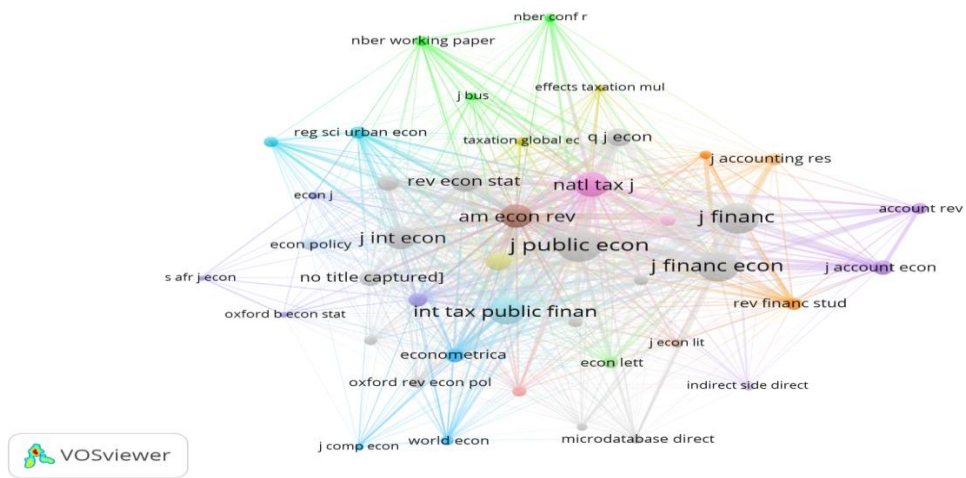 nber conf r
nber working paper
effects taxation mul
j bus
reg sci urban econ
taxation global ec
q j econ
j accounting res
rev econ stat
natl tax j
econ j
am econ rev
j financ
account rev
j int econ
econ policy
j public econ
s afr j econ
no title captured]
j financ econ
j account econ
rev financ stud
oxford b econ stat
int tax public finan
j econ lit
econometrica
econ lett
oxford rev econ pol
indirect side direct
j comp econ
world econ
microdatabase direct
VOSviewer